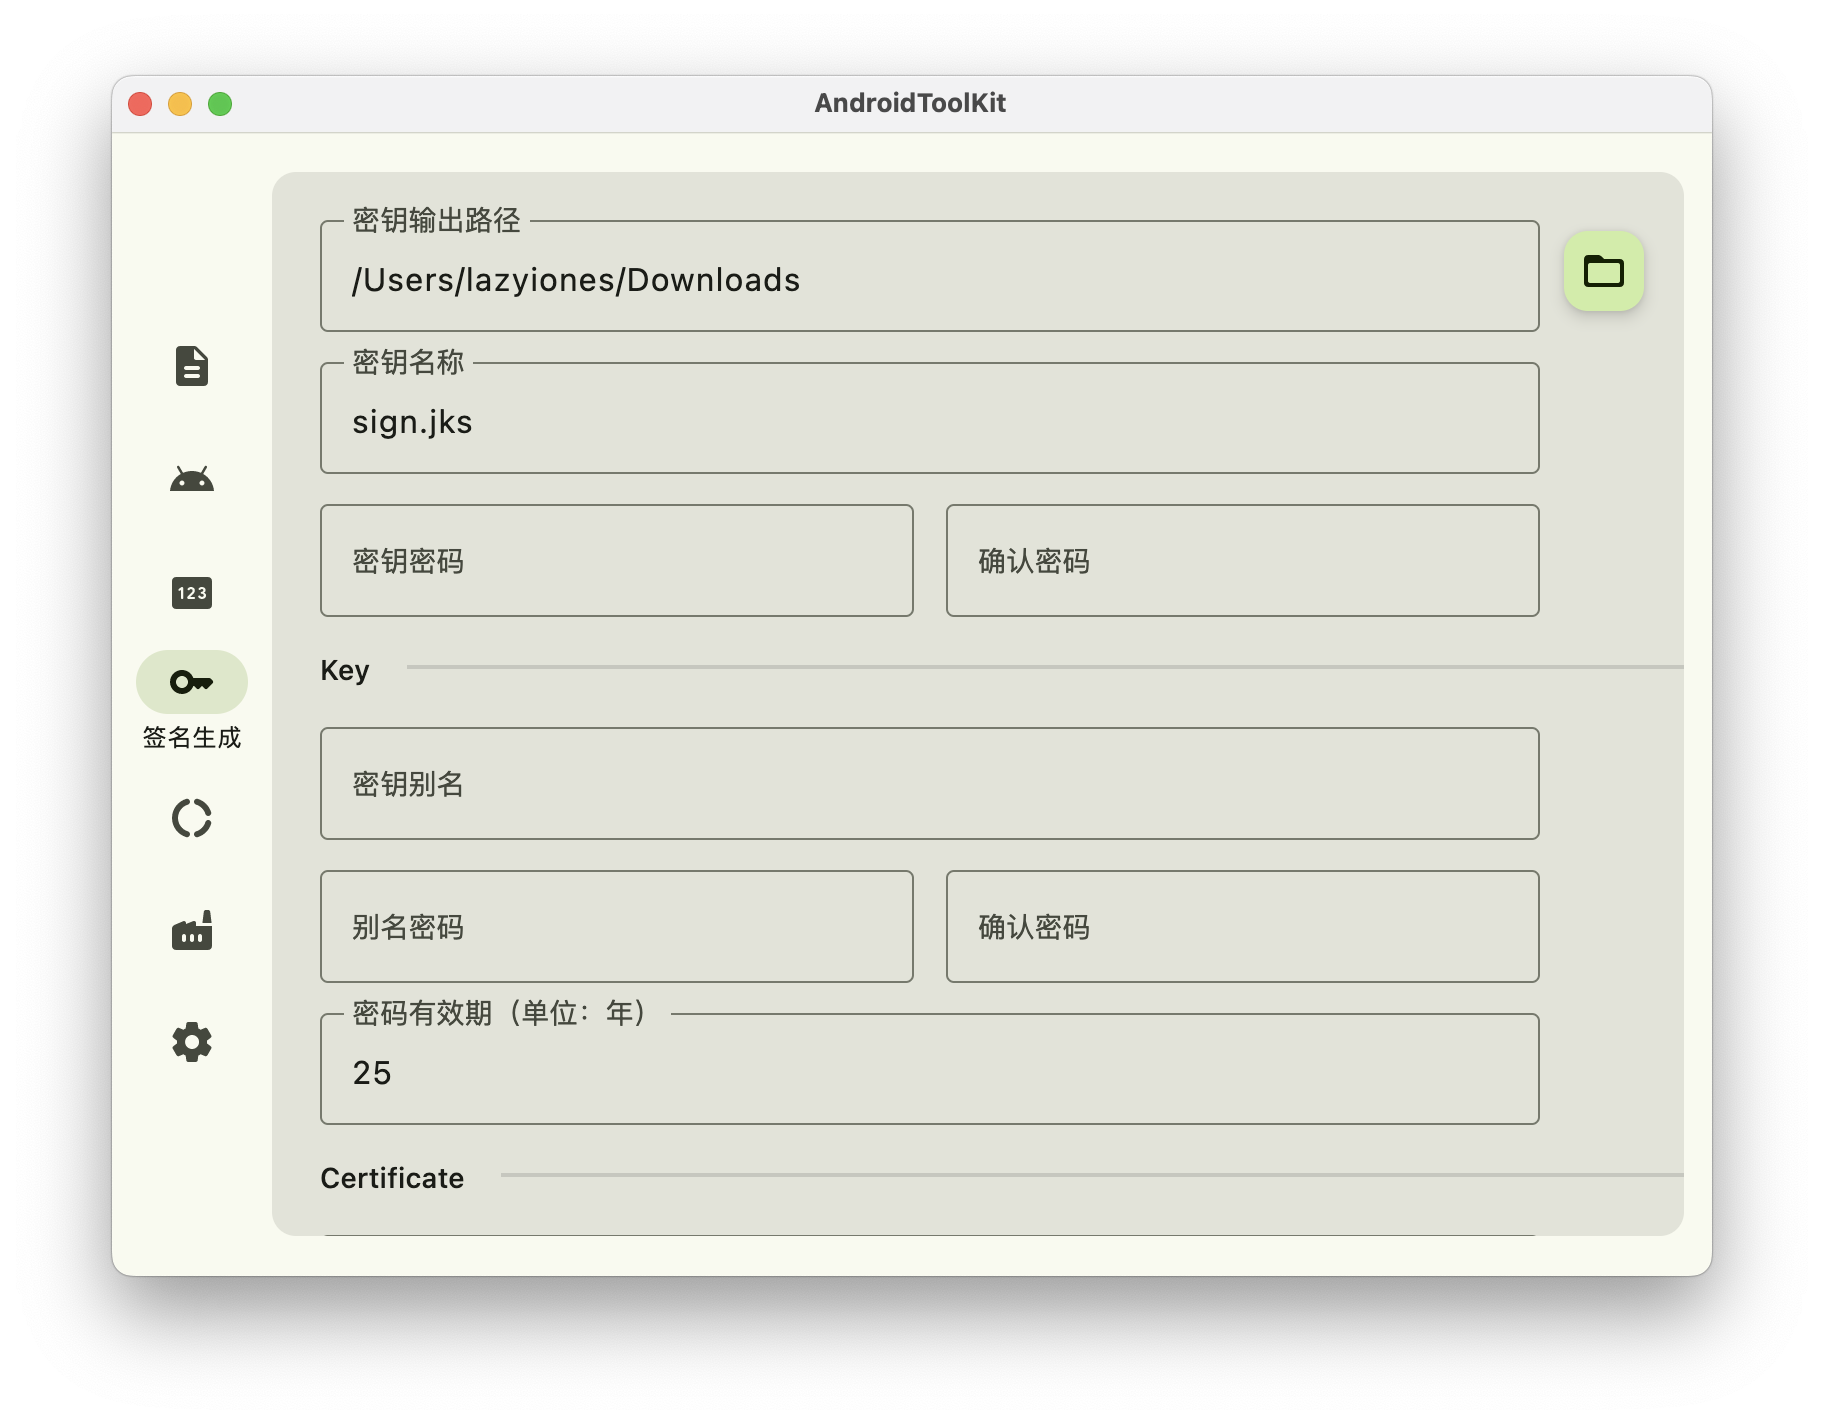 AndroidToolKit
密钥输出路径
/Users/lazyiones/Downloads
密钥名称
sign.jks
密钥密码
确认密码
Key
123
签名生成
密钥别名
别名密码
确认密码
密码有效期（单位：年）
25
Certificate